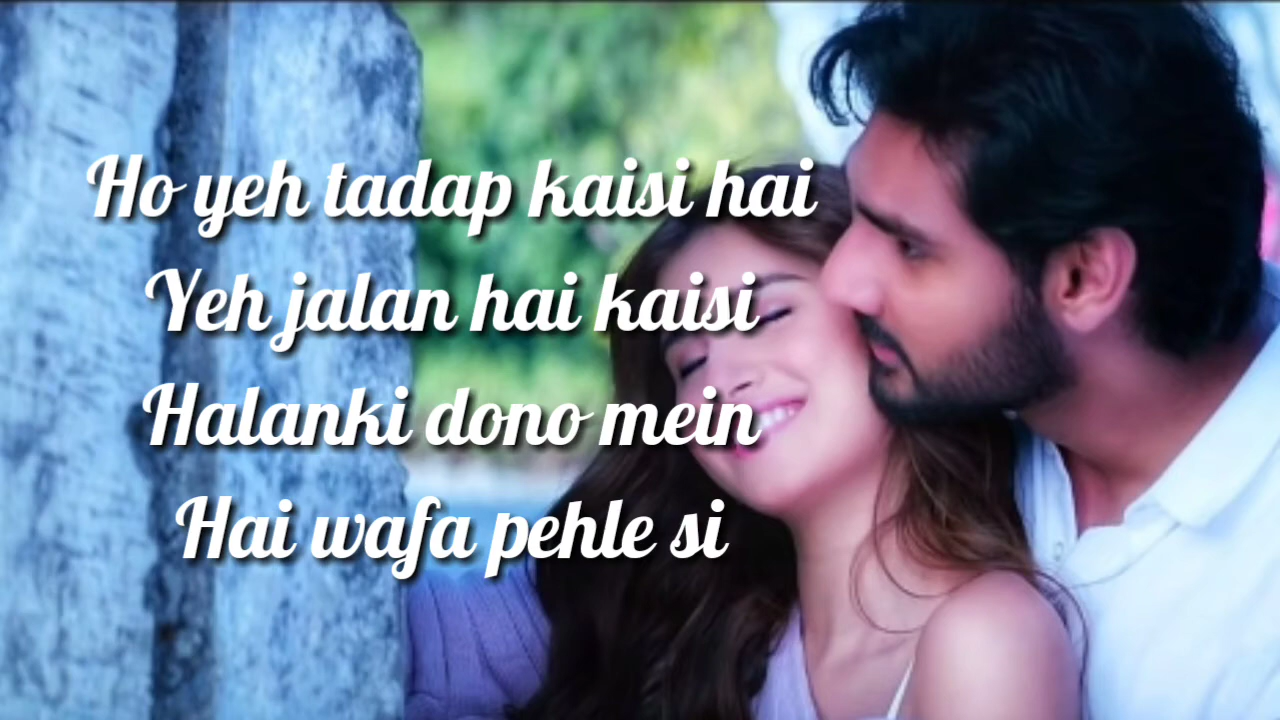 Ho yeh tadap kaisi hai
Yeh jalan hai kaisi
Halanki dono mein
Hai wafa pehle si